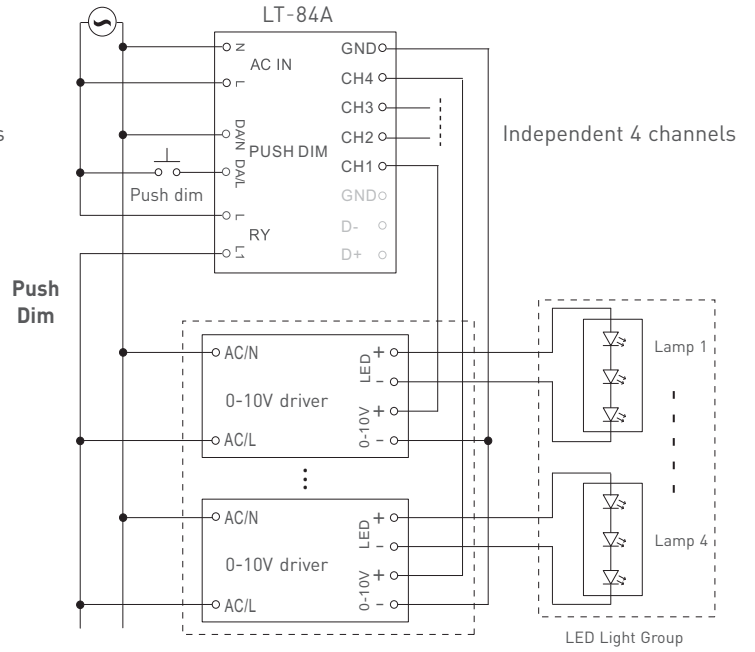 LT-84A
N
AC IN
L
DA/N
PUSH DIM
DA/L
Push dim
L
RY
L1
GND
CH4
CH3
CH2
CH1
GND
D-
D+
s
Independent 4 channels
Push
Dim
AC/N
0-10V driver
AC/L
LED + -
0-10V + -
Lamp 1
AC/N
0-10V driver
AC/L
LED + -
0-10V + -
Lamp 4
LED Light Group